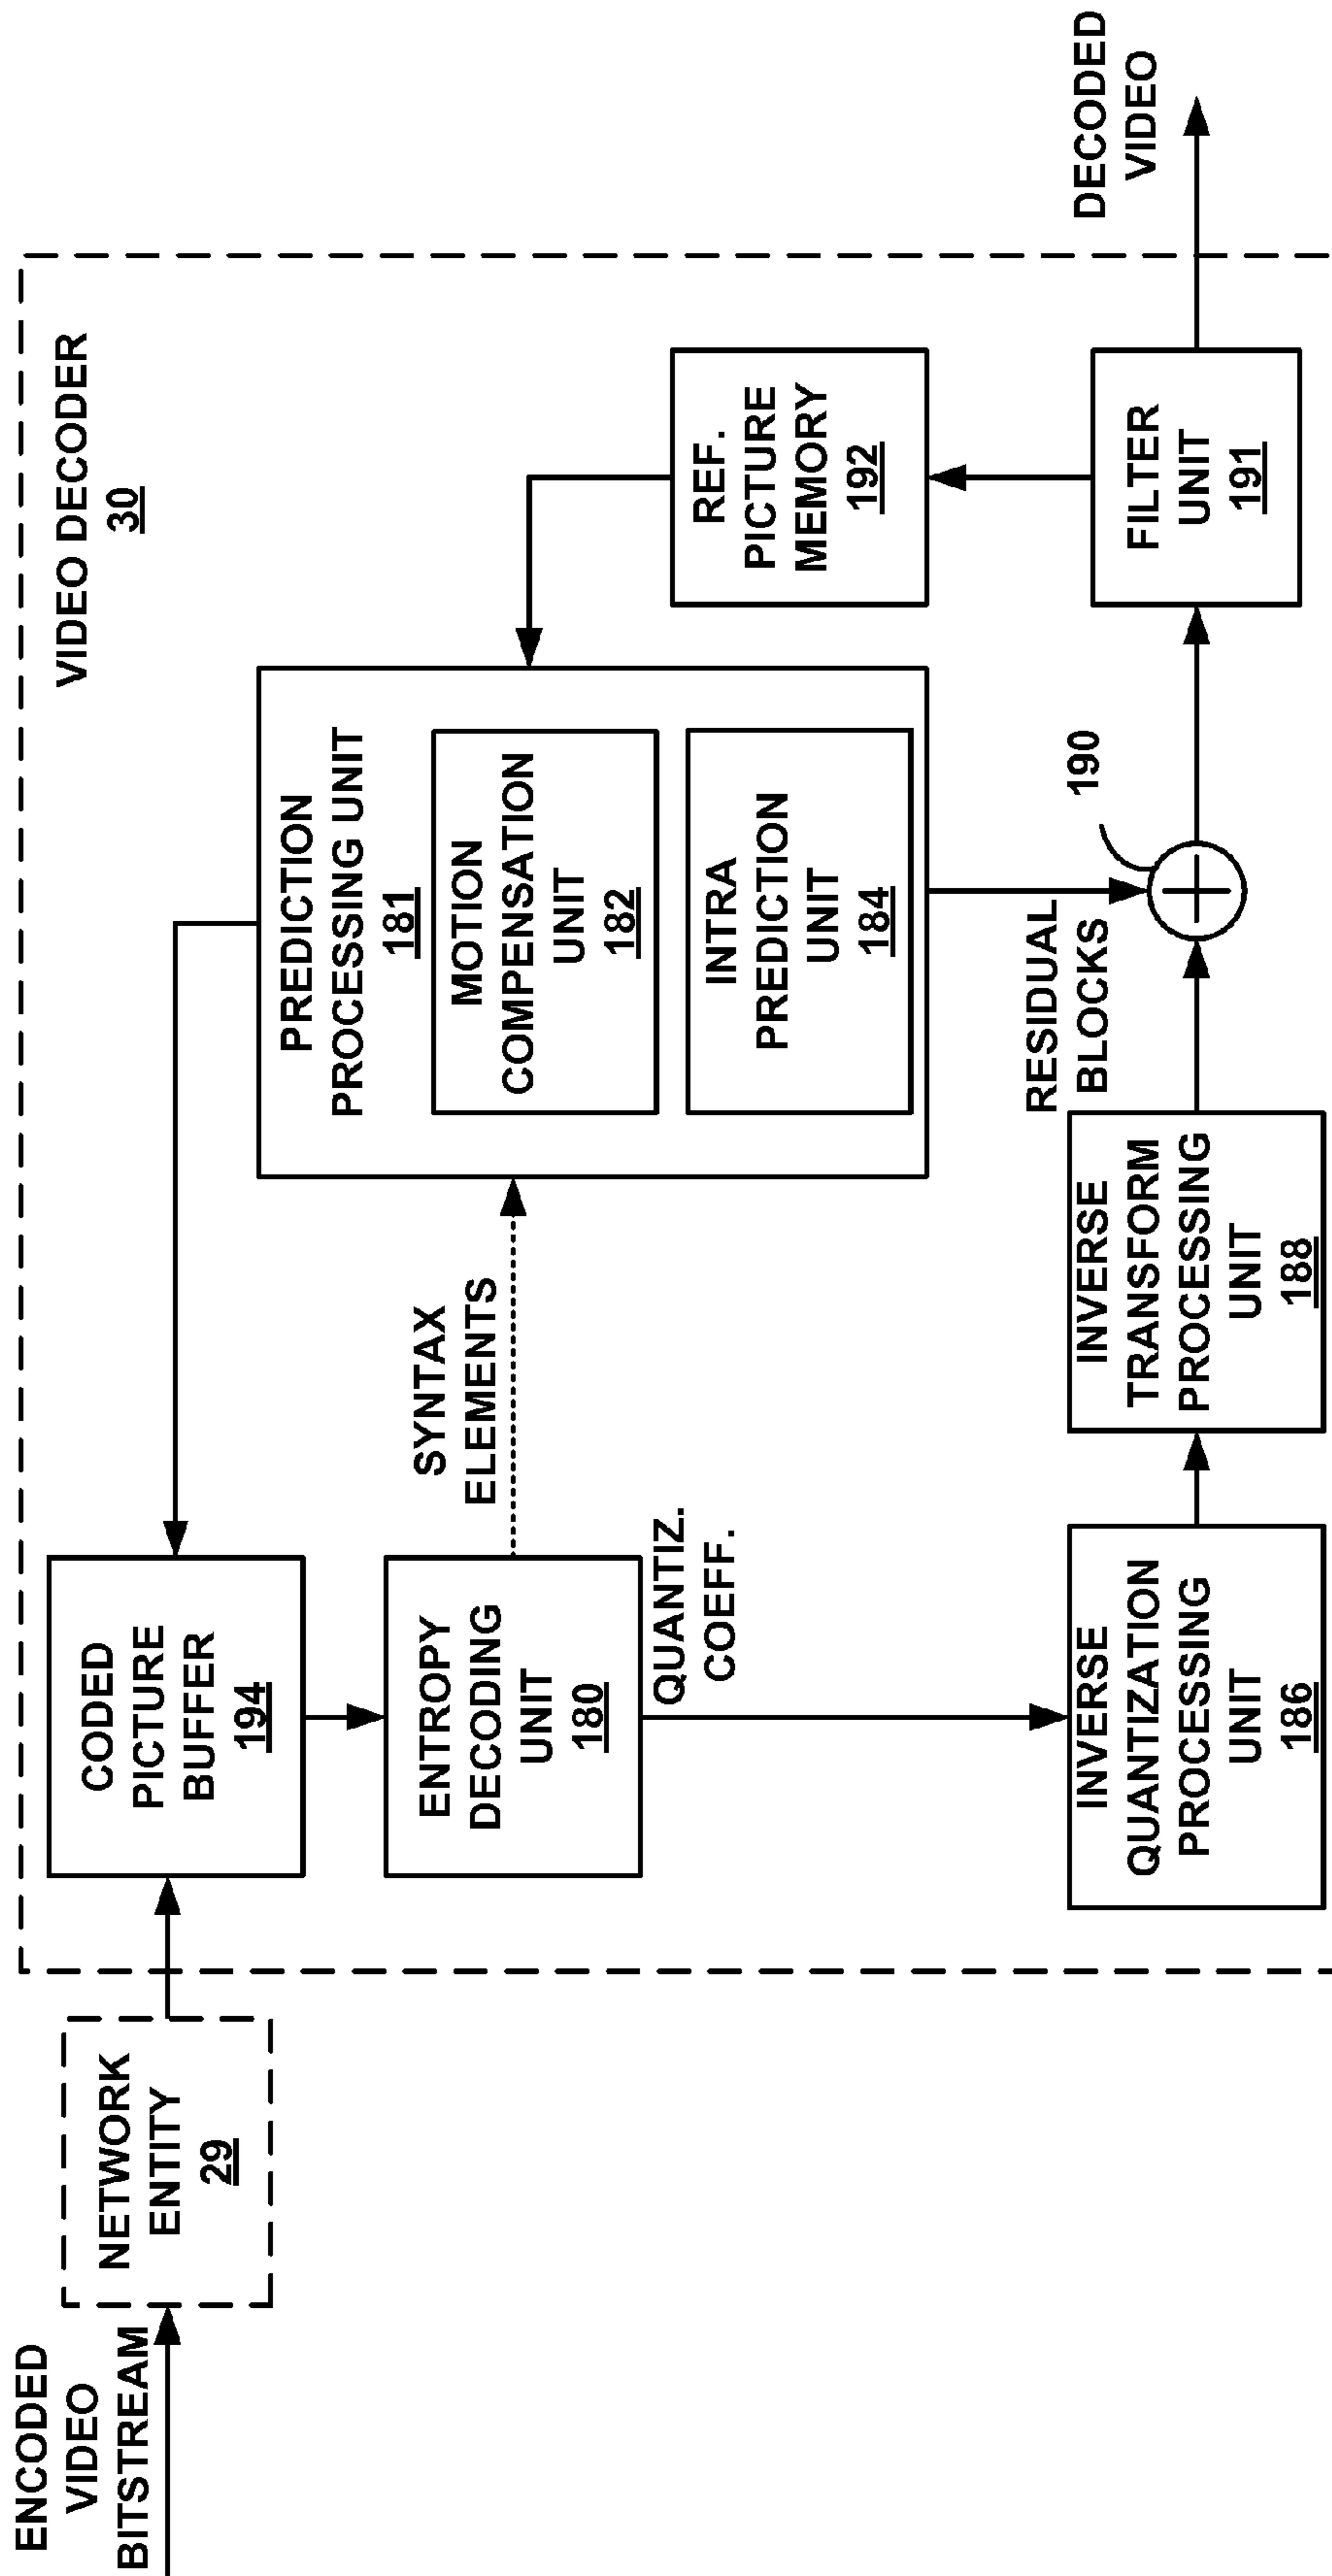 VIDEO DECODER
30
ENCODED
VIDEO
BITSTREAM
NETWORK
ENTITY
29
CODED
PICTURE
BUFFER
194
ENTROPY
DECODING
UNIT
180
SYNTAX
ELEMENTS
QUANTIZ.
COEFF.
PREDICTION
PROCESSING UNIT
181
MOTION
COMPENSATION
UNIT
182
INTRA
PREDICTION
UNIT
184
REF.
PICTURE
MEMORY
192
INVERSE
QUANTIZATION
PROCESSING
UNIT
186
INVERSE
TRANSFORM
PROCESSING
UNIT
188
RESIDUAL
BLOCKS
190
FILTER
UNIT
191
DECODED
VIDEO